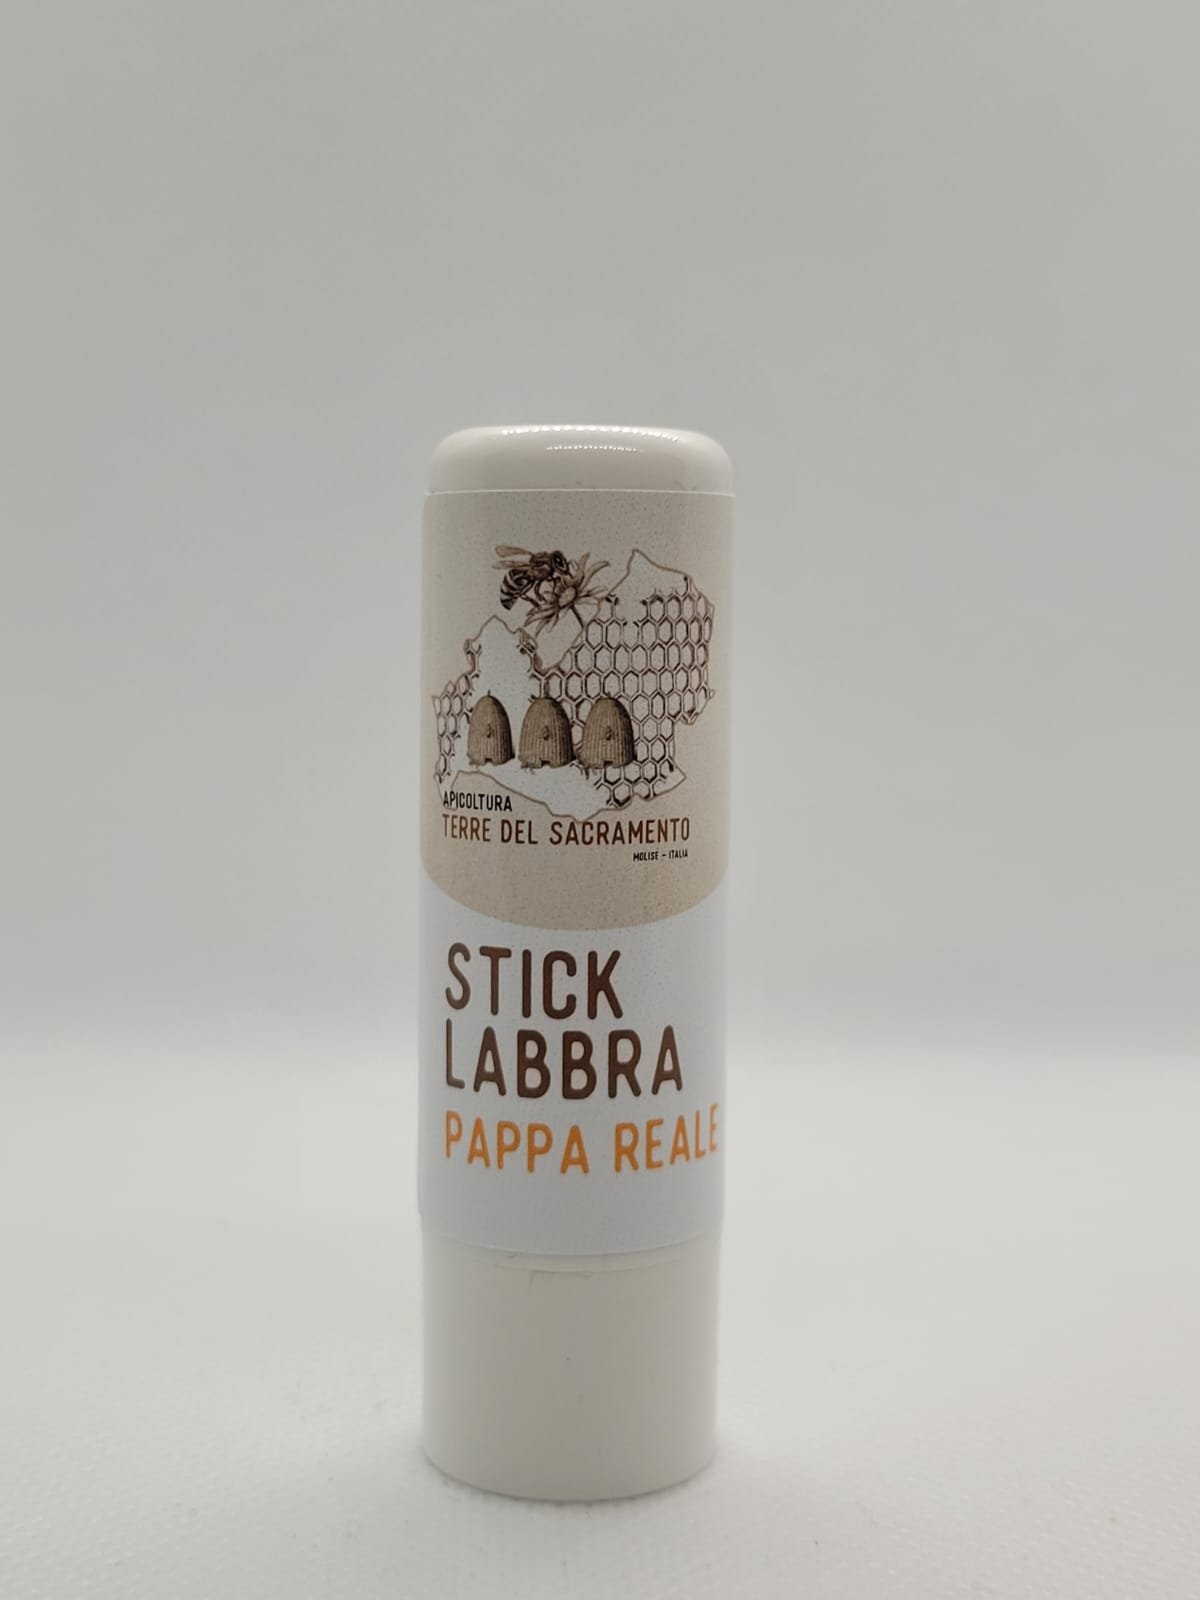 APICOLTURA
TERRE DEL SACRAMENTO
MOLISE - ITALIA
STICK
LABBRA
PAPPA REALE